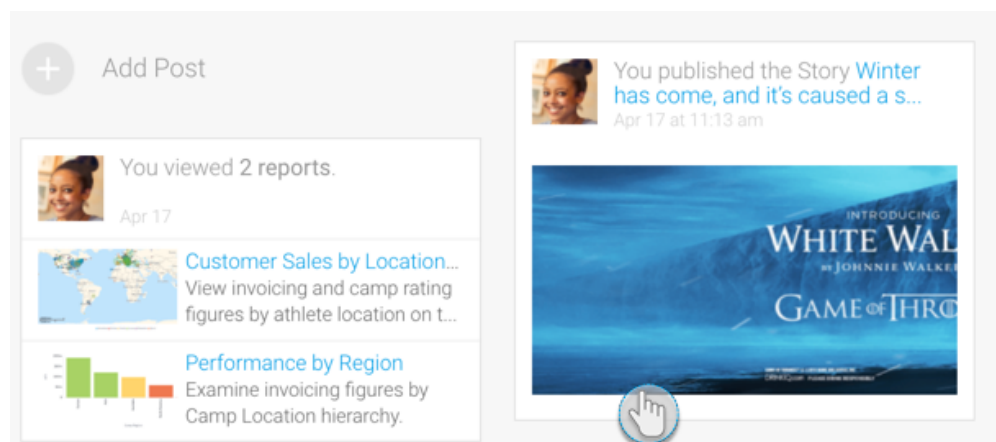 Add Post
You viewed 2 reports.
Apr 17
Customer Sales by Location...
View invoicing and camp rating
figures by athlete location on t...
Performance by Region
Examine invoicing figures by
Camp Location hierarchy.
You published the Story Winter
has come, and it's caused a s...
Apr 17 at 11:13 am
INTRODUCING
WHITE WAL
BY JOHNNIE WALKE
GAME OF THRO